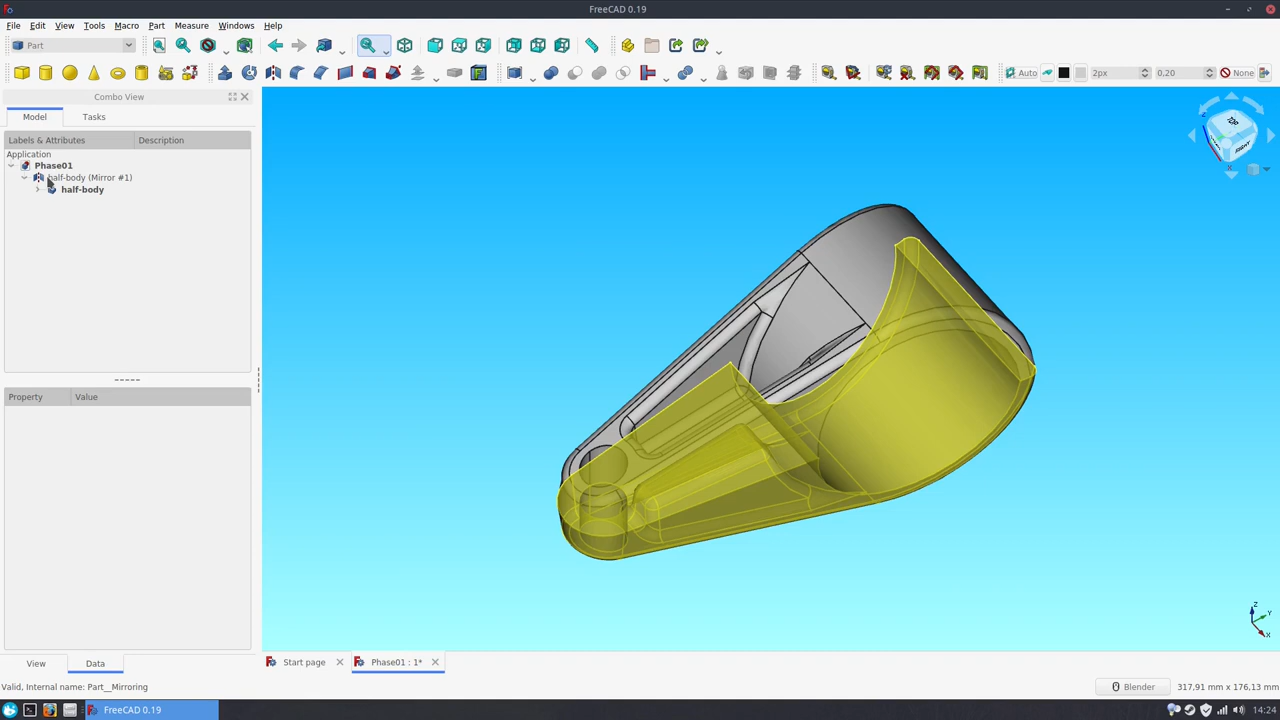 FreeCAD 0.19
File Edit View Tools Macro Part Measure Windows Help
Part
Auto 2px 0,20 None
Combo View
Model Tasks
Labels & Attributes Description
Application
Phase01
half-body (Mirror #1)
half-body
Property Value
View Data
Start page Phase01 : 1*
Valid, Internal name: Part__Mirroring Blender 317,91 mm x 176,13 mm
FreeCAD 0.19 14:24
RIGHT
Z
X
Z
Y
X